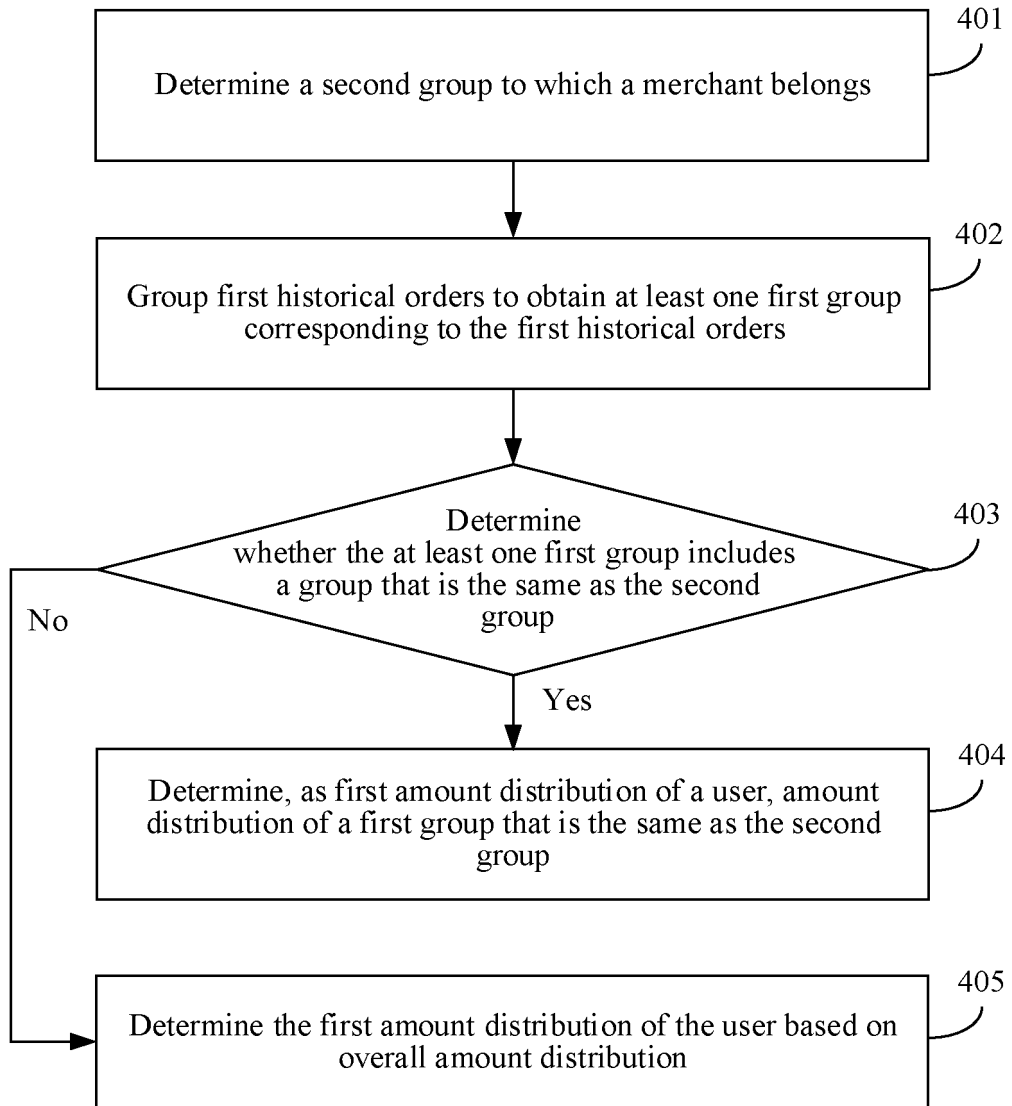 401
Determine a second group to which a merchant belongs
402
Group first historical orders to obtain at least one first group
corresponding to the first historical orders
403
Determine
whether the at least one first group includes
a group that is the same as the second
group
No
Yes
404
Determine, as first amount distribution of a user, amount
distribution of a first group that is the same as the second
group
405
Determine the first amount distribution of the user based on
overall amount distribution